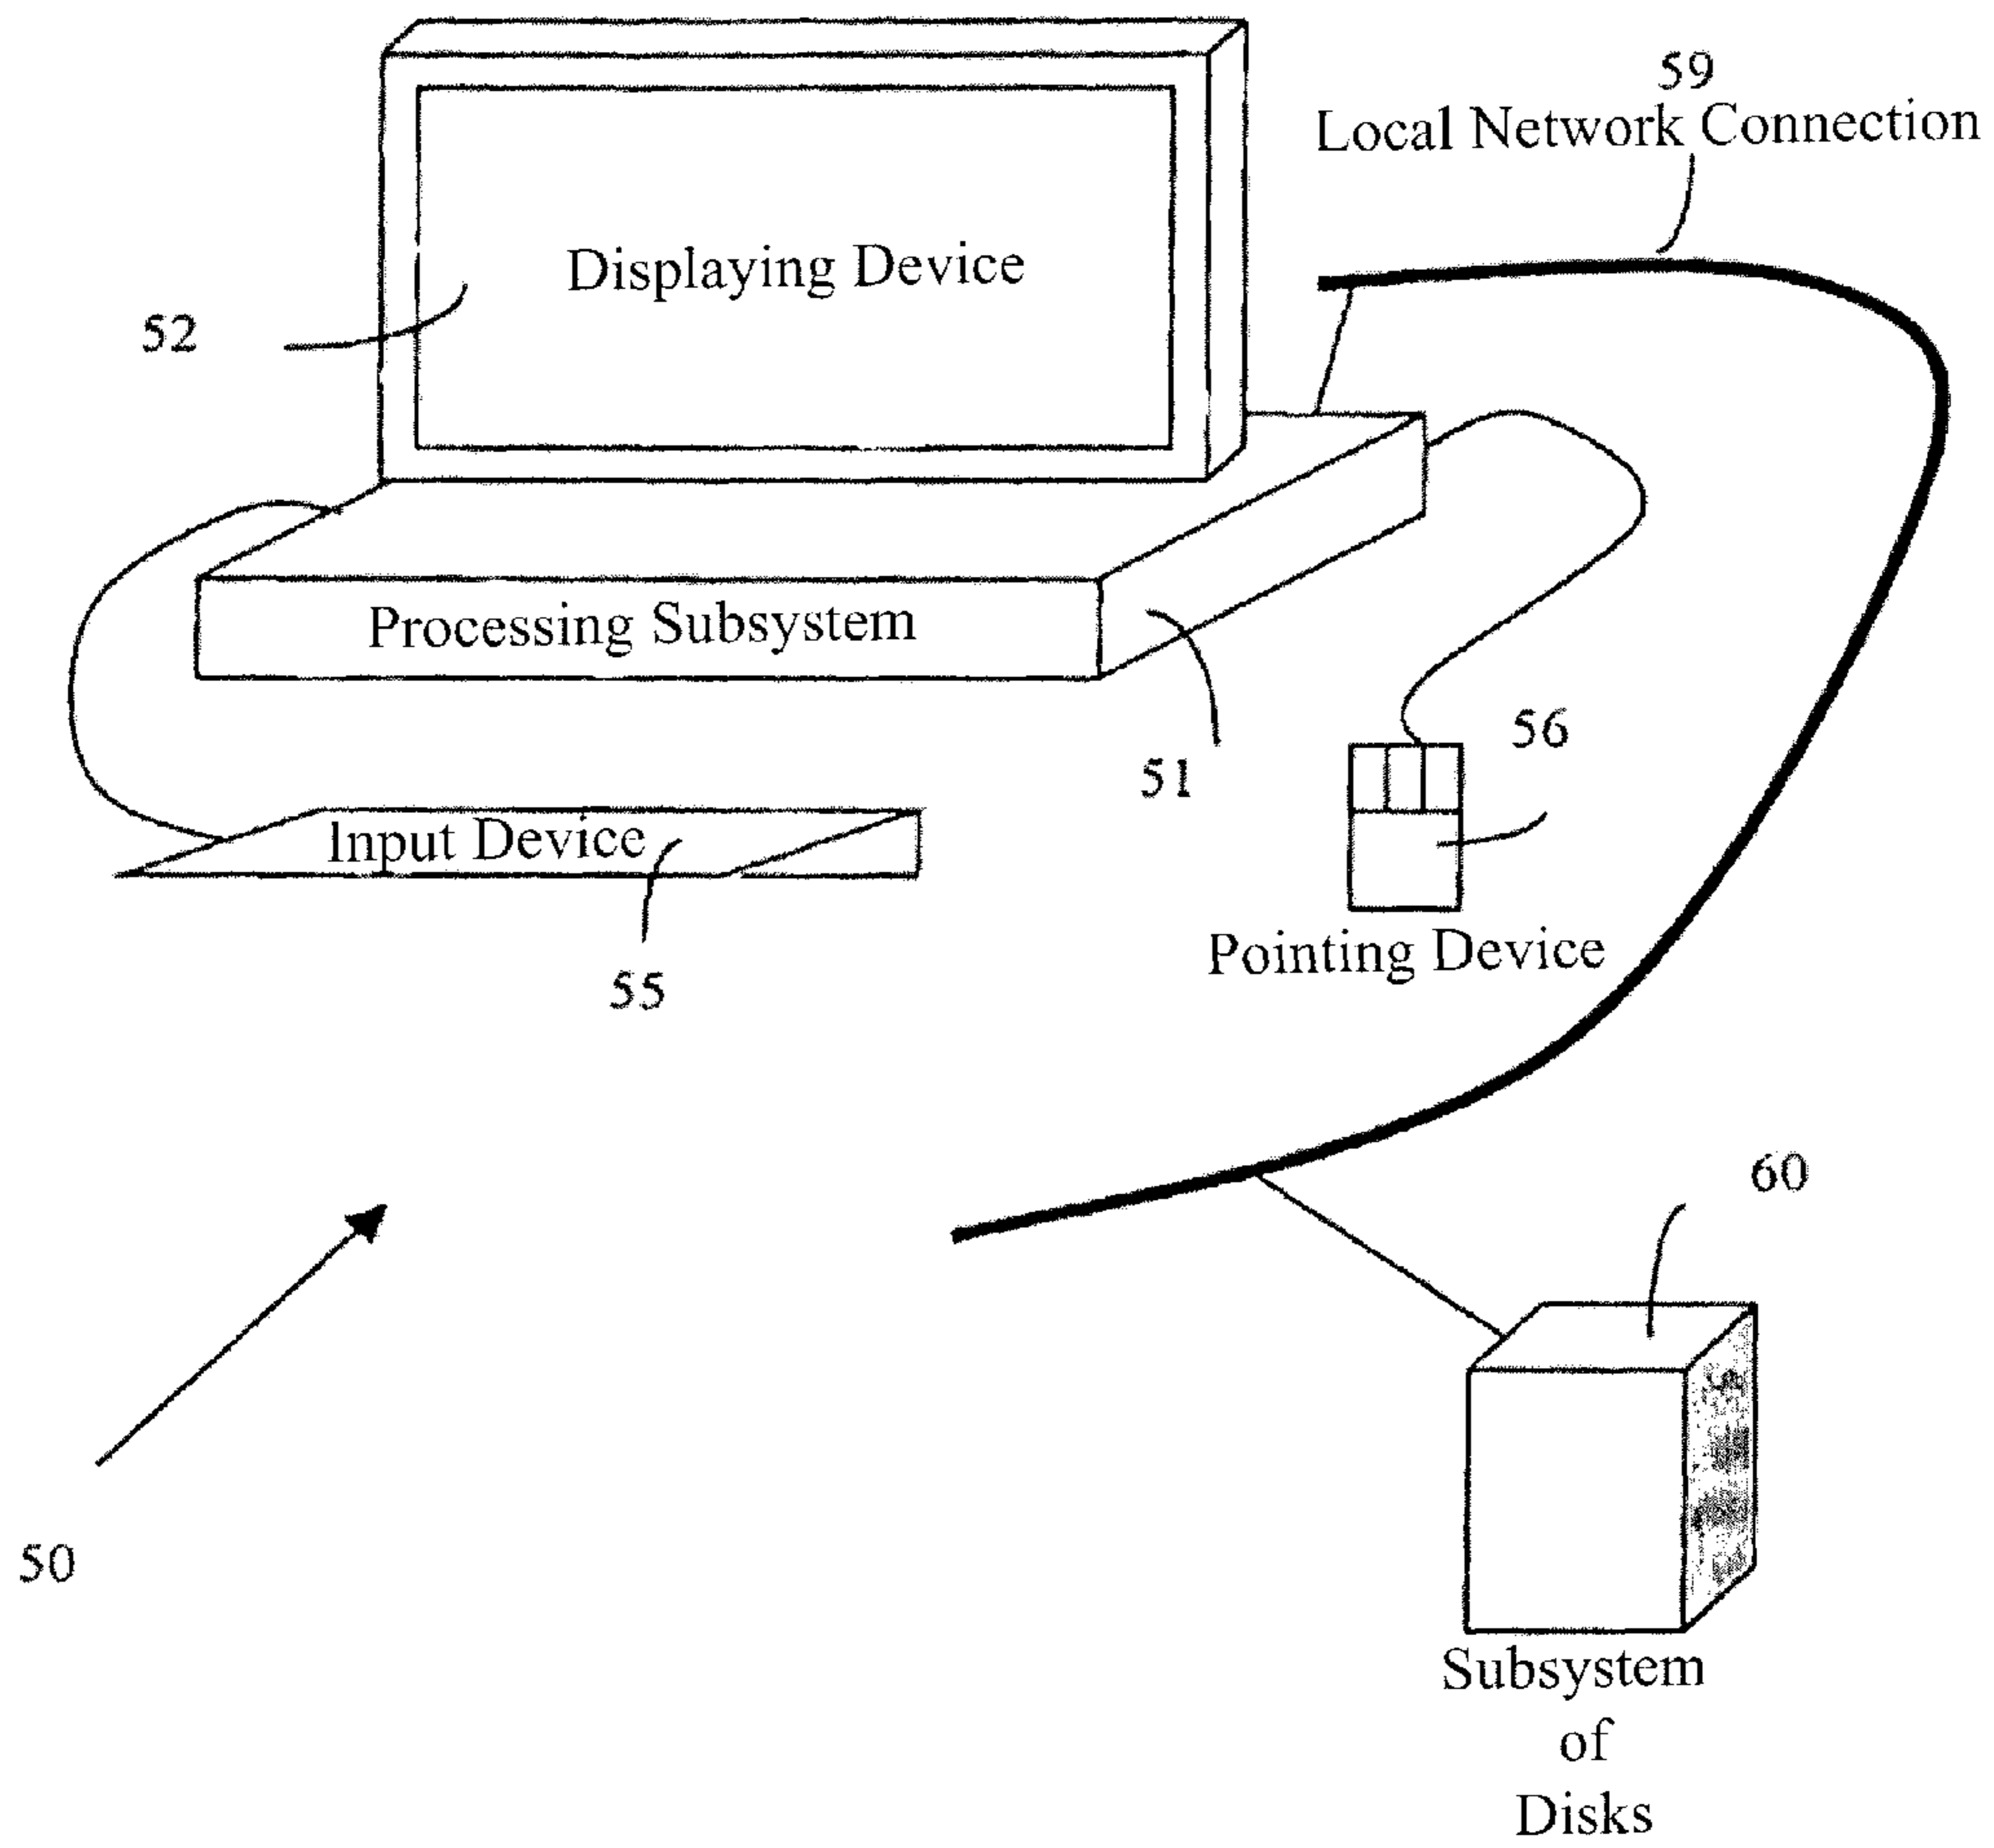 59
Local Network Connection
Displaying Device
52
Processing Subsystem
51
56
Input Device
55
Pointing Device
60
50
Subsystem
of
Disks